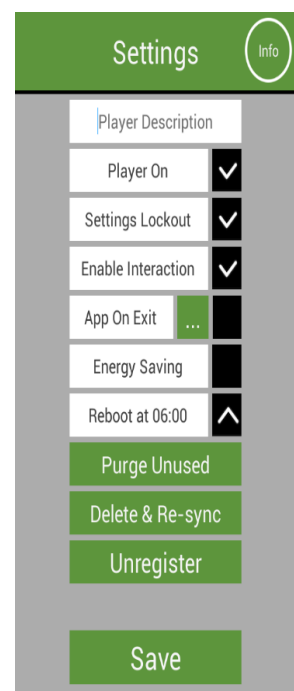 Settings
Info
Player Description
Player On
Settings Lockout
Enable Interaction
App On Exit ...
Energy Saving
Reboot at 06:00
Purge Unused
Delete & Re-sync
Unregister
Save